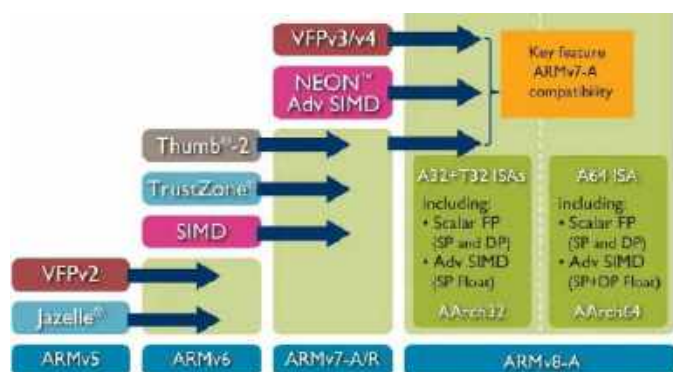 VFPv3/v4
NEON™
Adv SIMD
Key feature
ARMv7-A
compatibility
Thumb®-2
TrustZone®
SIMD
A32+T32 ISAs
including:
• Scalar FP
(SP and DP)
• Adv SIMD
(SP Float)
AArch32
A64 ISA
including:
• Scalar FP
(SP and DP)
• Adv SIMD
(SP+DP Float)
AArch64
VFPv2
Jazelle®
ARMv5
ARMv6
ARMv7-A/R
ARMv8-A